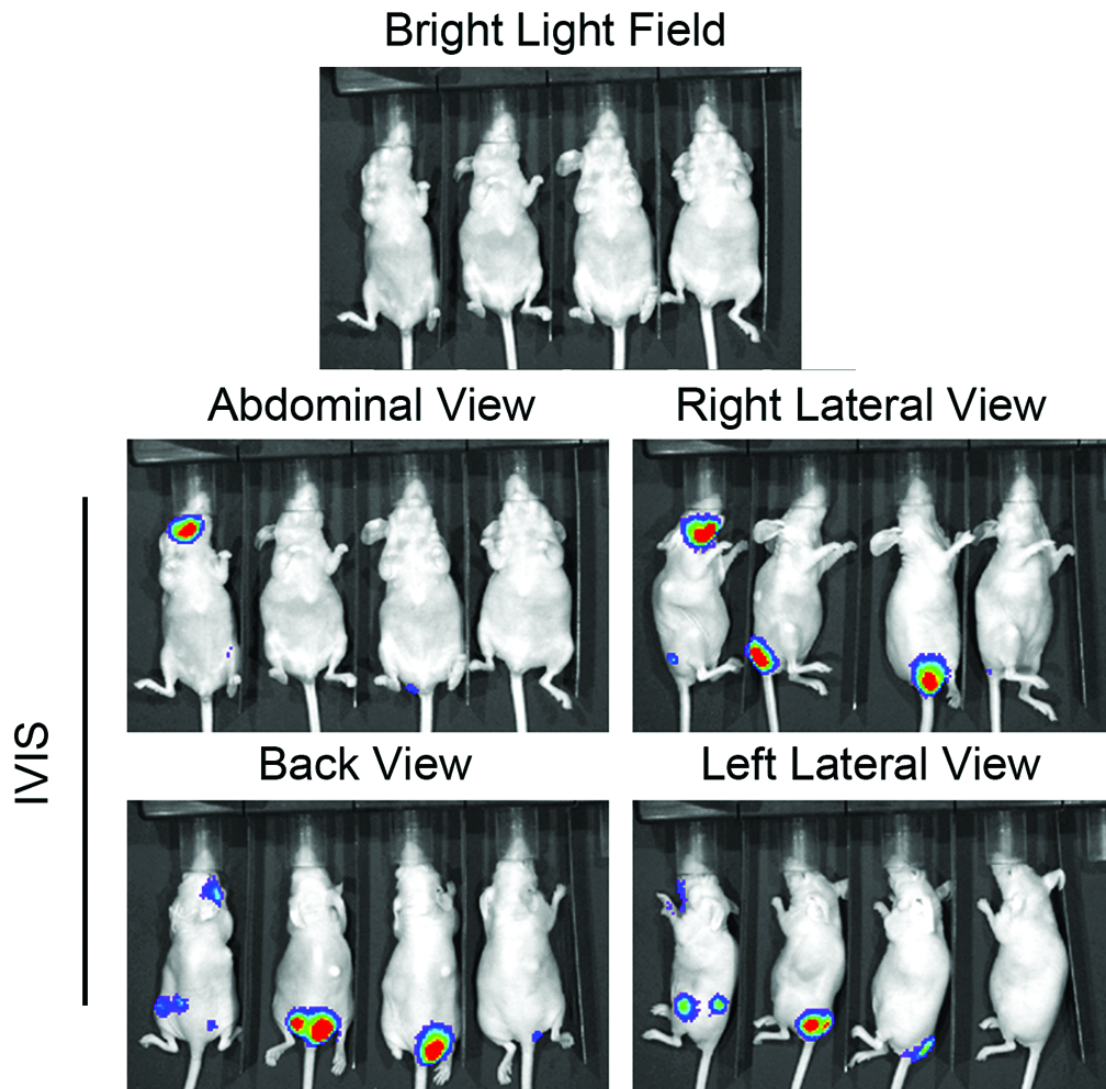 Bright Light Field
Abdominal View
Right Lateral View
IVIS
Back View
Left Lateral View